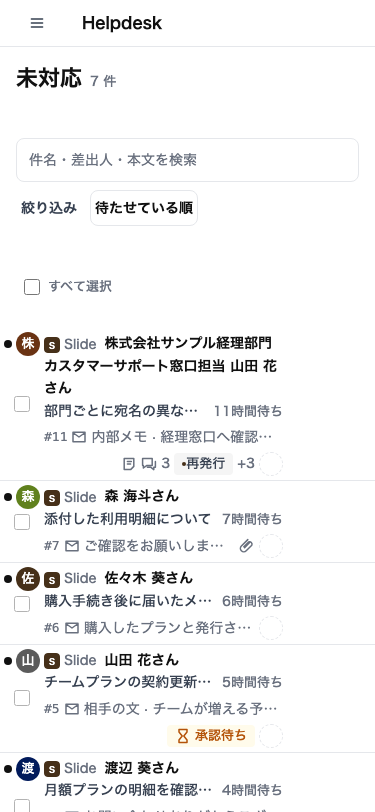 Helpdesk
未対応 7 件
件名・差出人・本文を検索
絞り込み 待たせている順
すべて選択
株 s Slide 株式会社サンプル経理部門
カスタマーサポート窓口担当 山田 花
さん
部門ごとに宛名の異な… 11時間待ち
#11 内部メモ · 経理窓口へ確認…
3 •再発行 +3
森 s Slide 森 海斗さん
添付した利用明細について 7時間待ち
#7 ご確認をお願いしま…
佐 s Slide 佐々木 葵さん
購入手続き後に届いたメ… 6時間待ち
#6 購入したプランと発行さ…
山 s Slide 山田 花さん
チームプランの契約更新… 5時間待ち
#5 相手の文 · チームが増える予…
承認待ち
渡 s Slide 渡辺 葵さん
月額プランの明細を確認… 4時間待ち